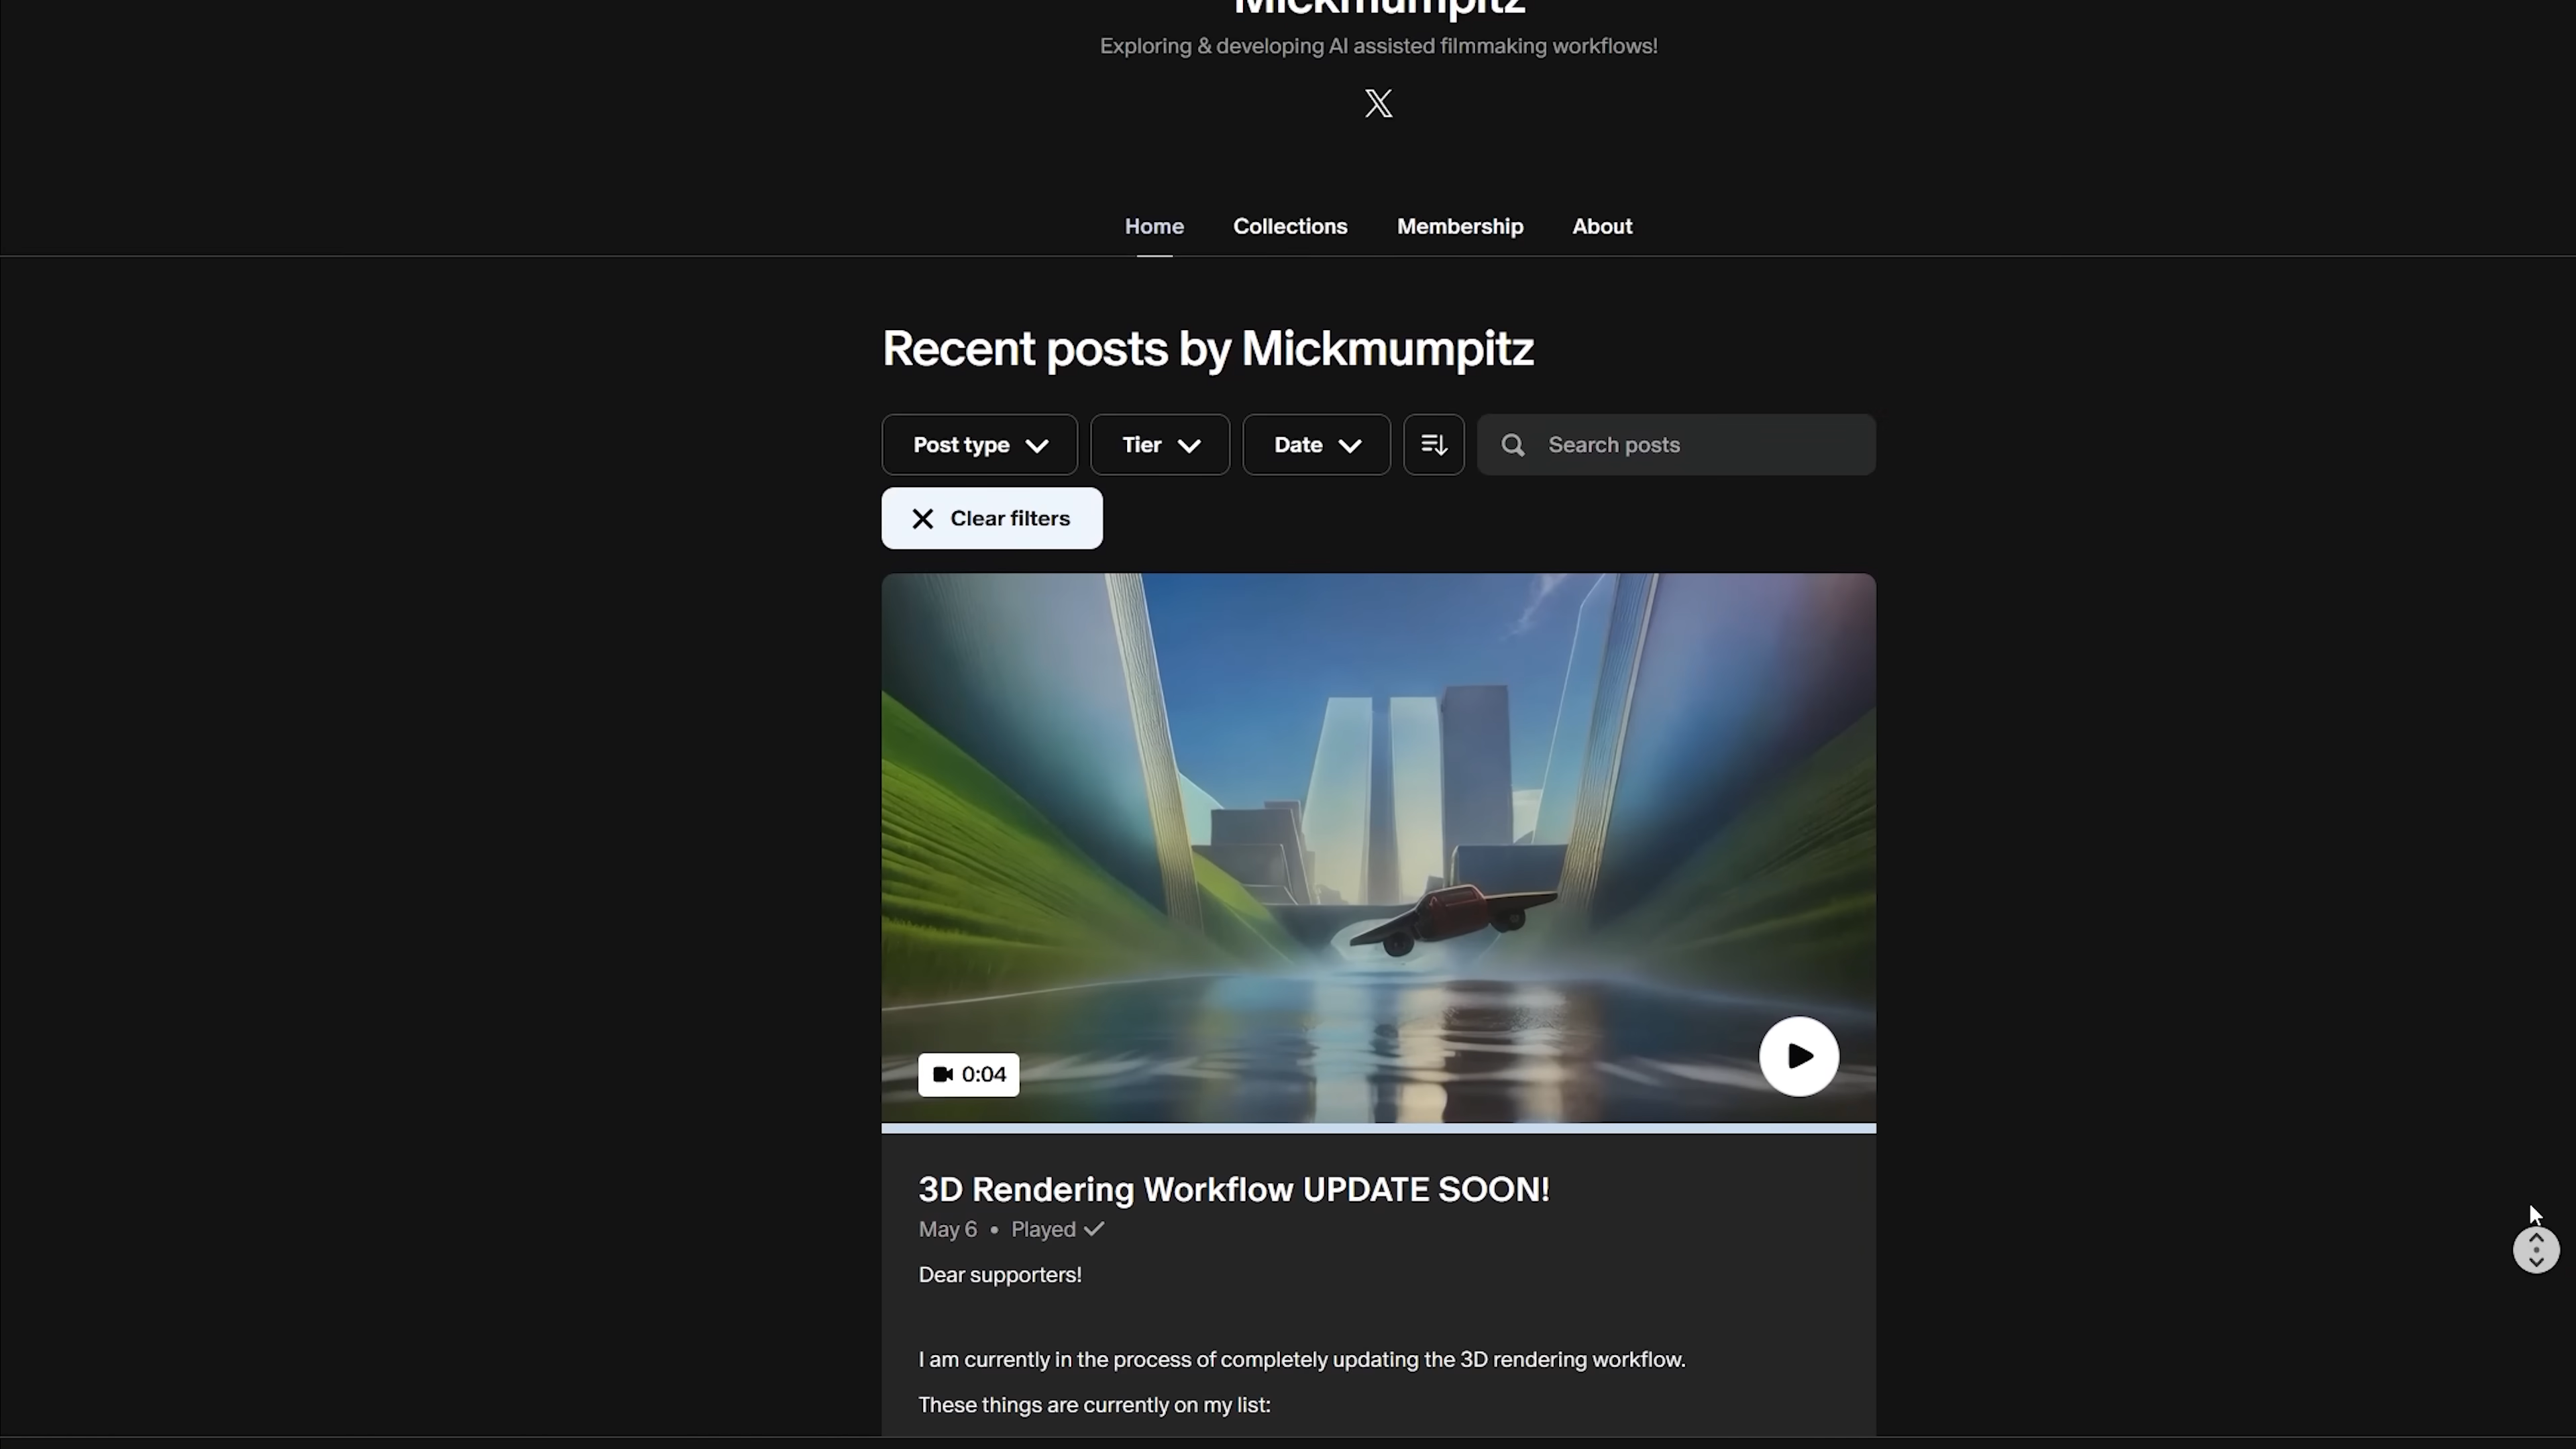 Mickmumpitz
Exploring & developing AI assisted filmmaking workflows!
Home Collections Membership About
Recent posts by Mickmumpitz
Post type Tier Date Search posts
Clear filters
0:04
3D Rendering Workflow UPDATE SOON!
May 6 • Played
Dear supporters!
I am currently in the process of completely updating the 3D rendering workflow.
These things are currently on my list: